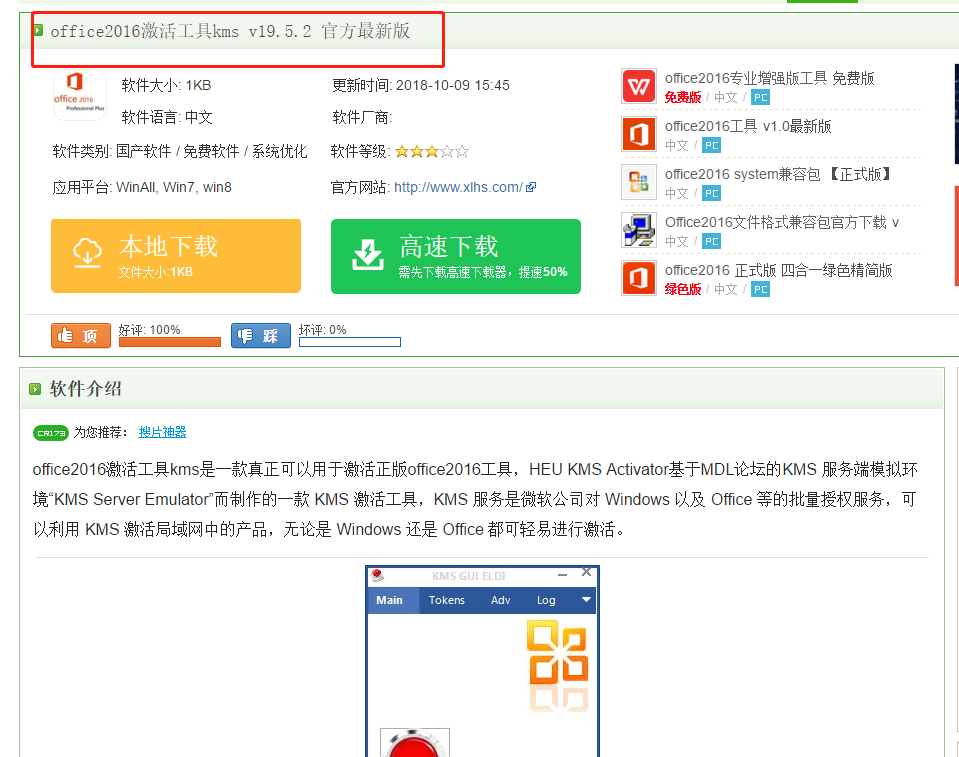 office2016激活工具kms v19.5.2 官方最新版
office 2016
Professional Plus
软件大小: 1KB
更新时间: 2018-10-09 15:45
软件语言: 中文
软件厂商:
软件类别: 国产软件 / 免费软件 / 系统优化
软件等级:
应用平台: WinAll, Win7, win8
官方网站: http://www.xlhs.com/
本地下载
文件大小:1KB
高速下载
需先下载高速下载器，提速50%
office2016专业增强版工具 免费版
免费版 / 中文 / PC
office2016工具 v1.0最新版
中文 / PC
office2016 system兼容包 【正式版】
中文 / PC
Office2016文件格式兼容包官方下载 v
中文 / PC
office2016 正式版 四合一绿色精简版
绿色版 / 中文 / PC
顶
好评: 100%
踩
坏评: 0%
软件介绍
CR173 为您推荐： 搜片神器
office2016激活工具kms是一款真正可以用于激活正版office2016工具，HEU KMS Activator基于MDL论坛的KMS 服务端模拟环
境“KMS Server Emulator”而制作的一款 KMS 激活工具，KMS 服务是微软公司对 Windows 以及 Office 等的批量授权服务，可
以利用 KMS 激活局域网中的产品，无论是 Windows 还是 Office 都可轻易进行激活。
KMS GUI ELDI
Main Tokens Adv Log